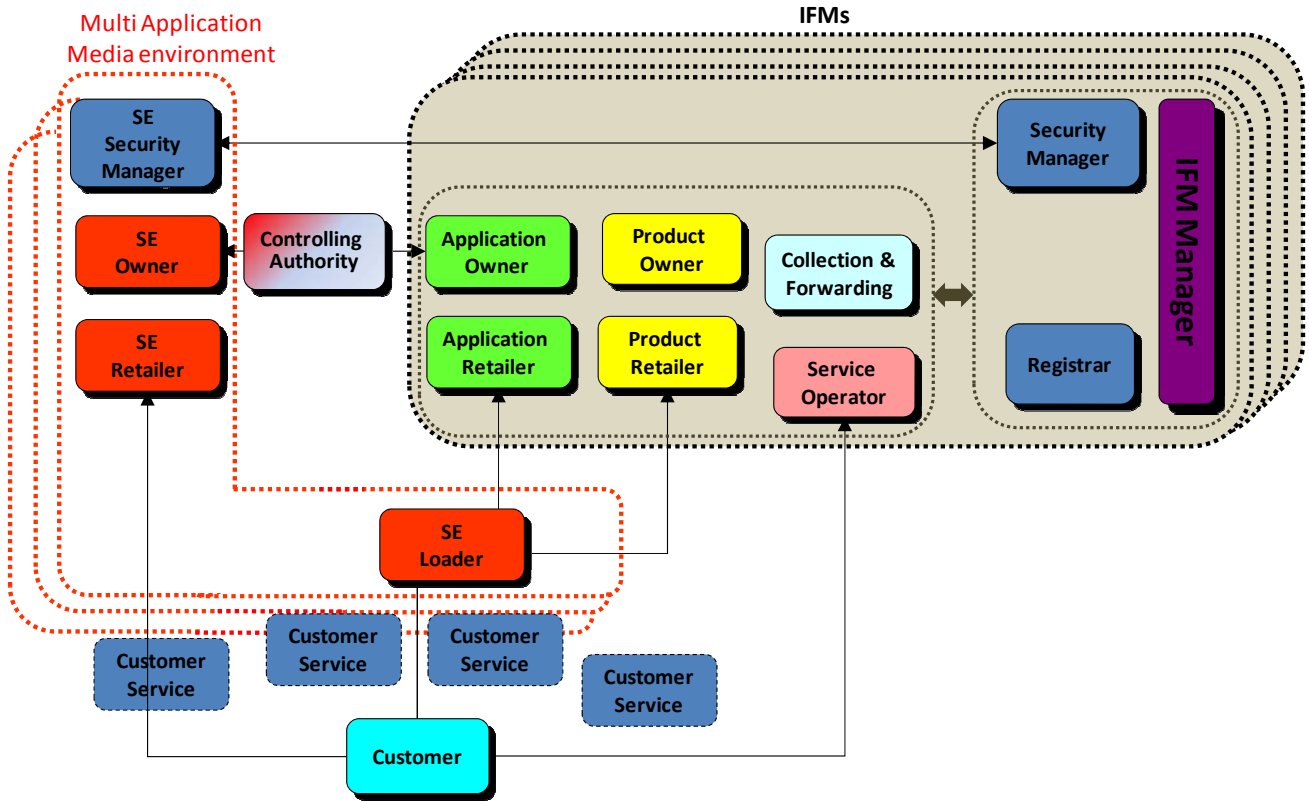 IFMs
Multi Application
Media environment
SE
Security
Manager
Security
Manager
IFM Manager
SE
Owner
Controlling
Authority
Application
Owner
Product
Owner
Collection &
Forwarding
SE
Retailer
Application
Retailer
Product
Retailer
Service
Operator
Registrar
SE
Loader
Customer
Service
Customer
Service
Customer
Service
Customer
Service
Customer